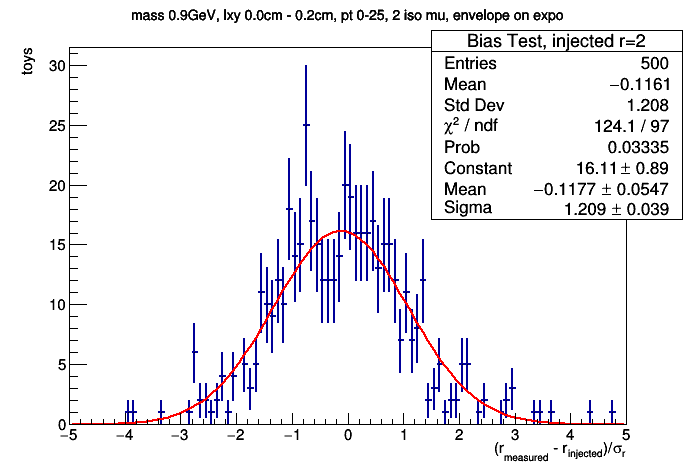 mass 0.9GeV, lxy 0.0cm - 0.2cm, pt 0-25, 2 iso mu, envelope on expo
Bias Test, injected r=2
Entries 500
Mean −0.1161
Std Dev 1.208
χ² / ndf 124.1 / 97
Prob 0.03335
Constant 16.11 ± 0.89
Mean −0.1177 ± 0.0547
Sigma 1.209 ± 0.039
toys
30
25
20
15
10
5
0
−5 −4 −3 −2 −1 0 1 2 3 4 5
(r_measured - r_injected)/σ_r